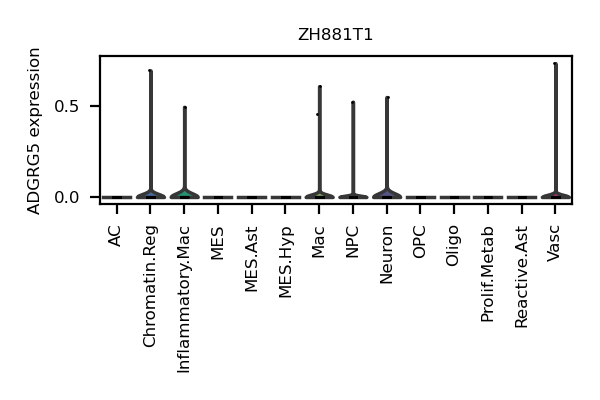 ZH881T1
ADGRG5 expression
0.5
0.0
AC
Chromatin.Reg
Inflammatory.Mac
MES
MES.Ast
MES.Hyp
Mac
NPC
Neuron
OPC
Oligo
Prolif.Metab
Reactive.Ast
Vasc